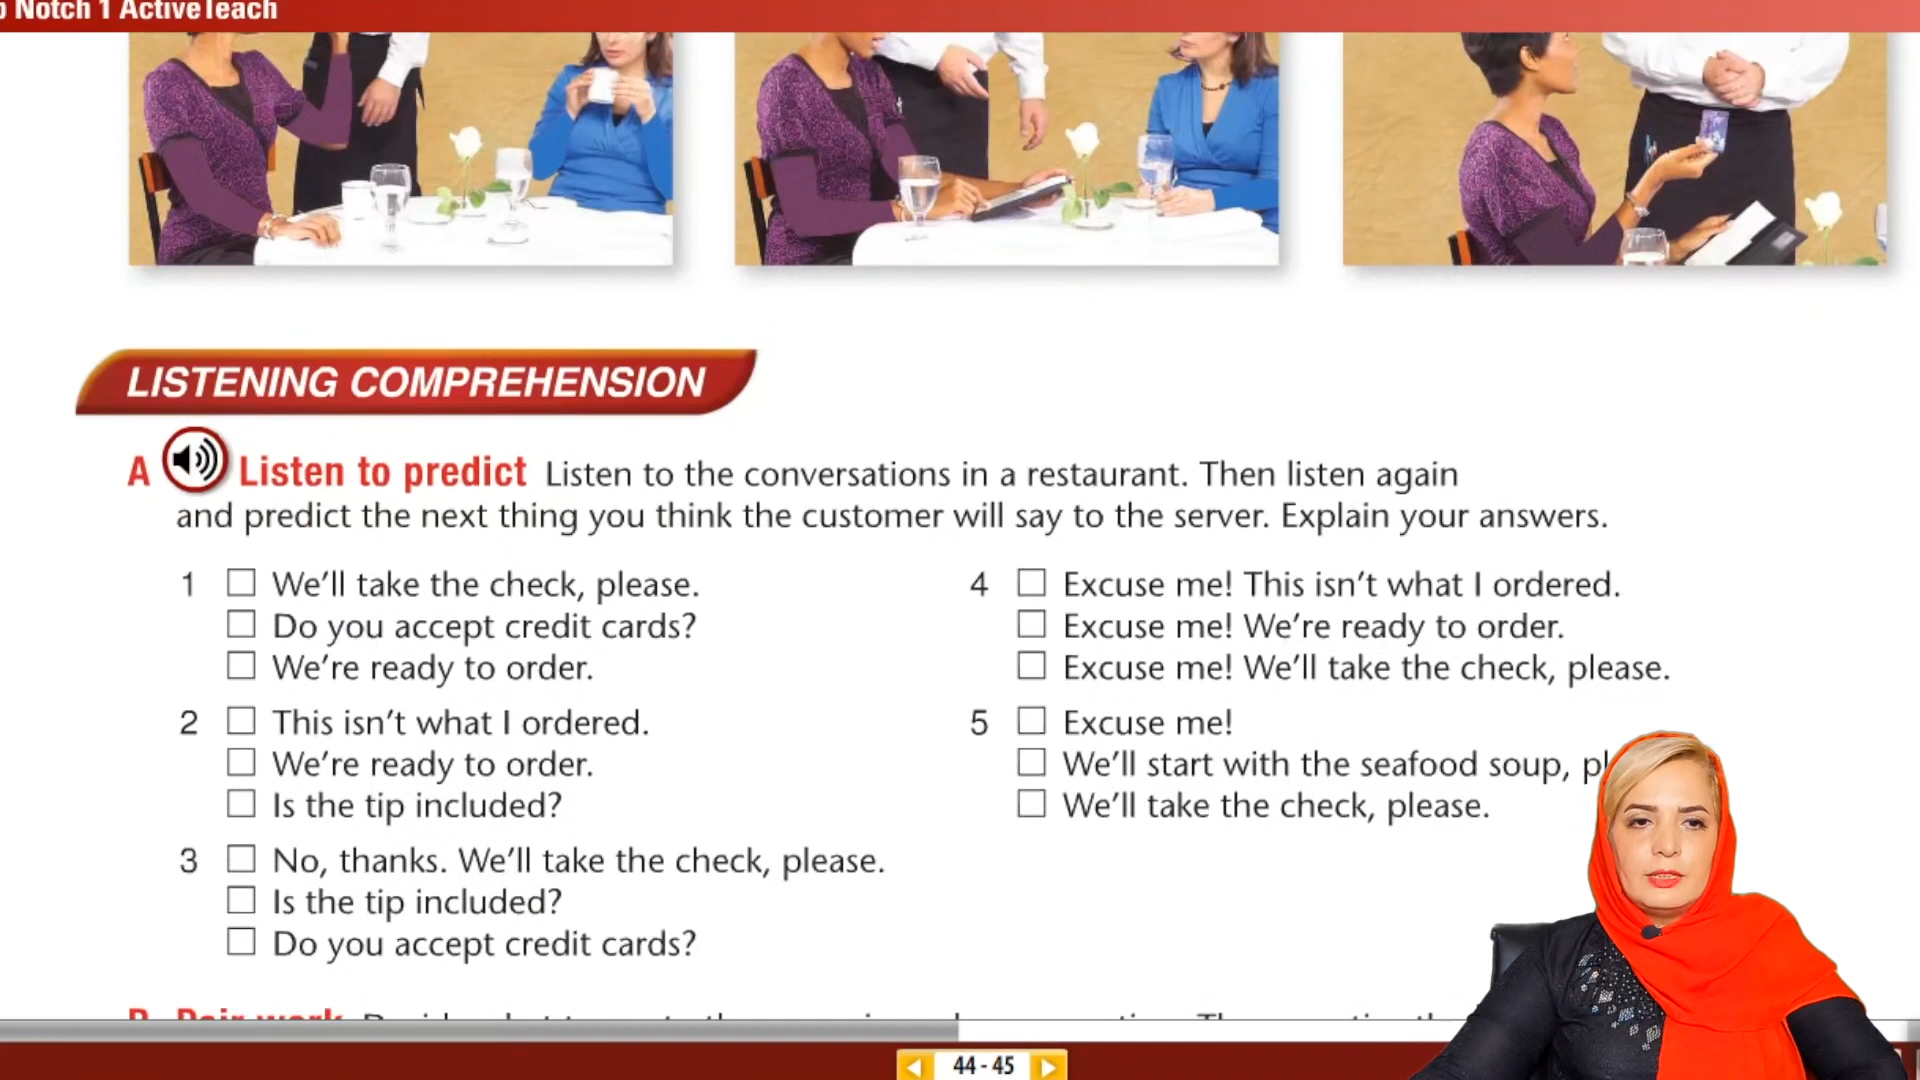 Notch 1 ActiveTeach
LISTENING COMPREHENSION
A Listen to predict Listen to the conversations in a restaurant. Then listen again
and predict the next thing you think the customer will say to the server. Explain your answers.
1 We'll take the check, please.
Do you accept credit cards?
We're ready to order.
2 This isn't what I ordered.
We're ready to order.
Is the tip included?
3 No, thanks. We'll take the check, please.
Is the tip included?
Do you accept credit cards?
4 Excuse me! This isn't what I ordered.
Excuse me! We're ready to order.
Excuse me! We'll take the check, please.
5 Excuse me!
We'll start with the seafood soup,
We'll take the check, please.
B Pair work
44 - 45